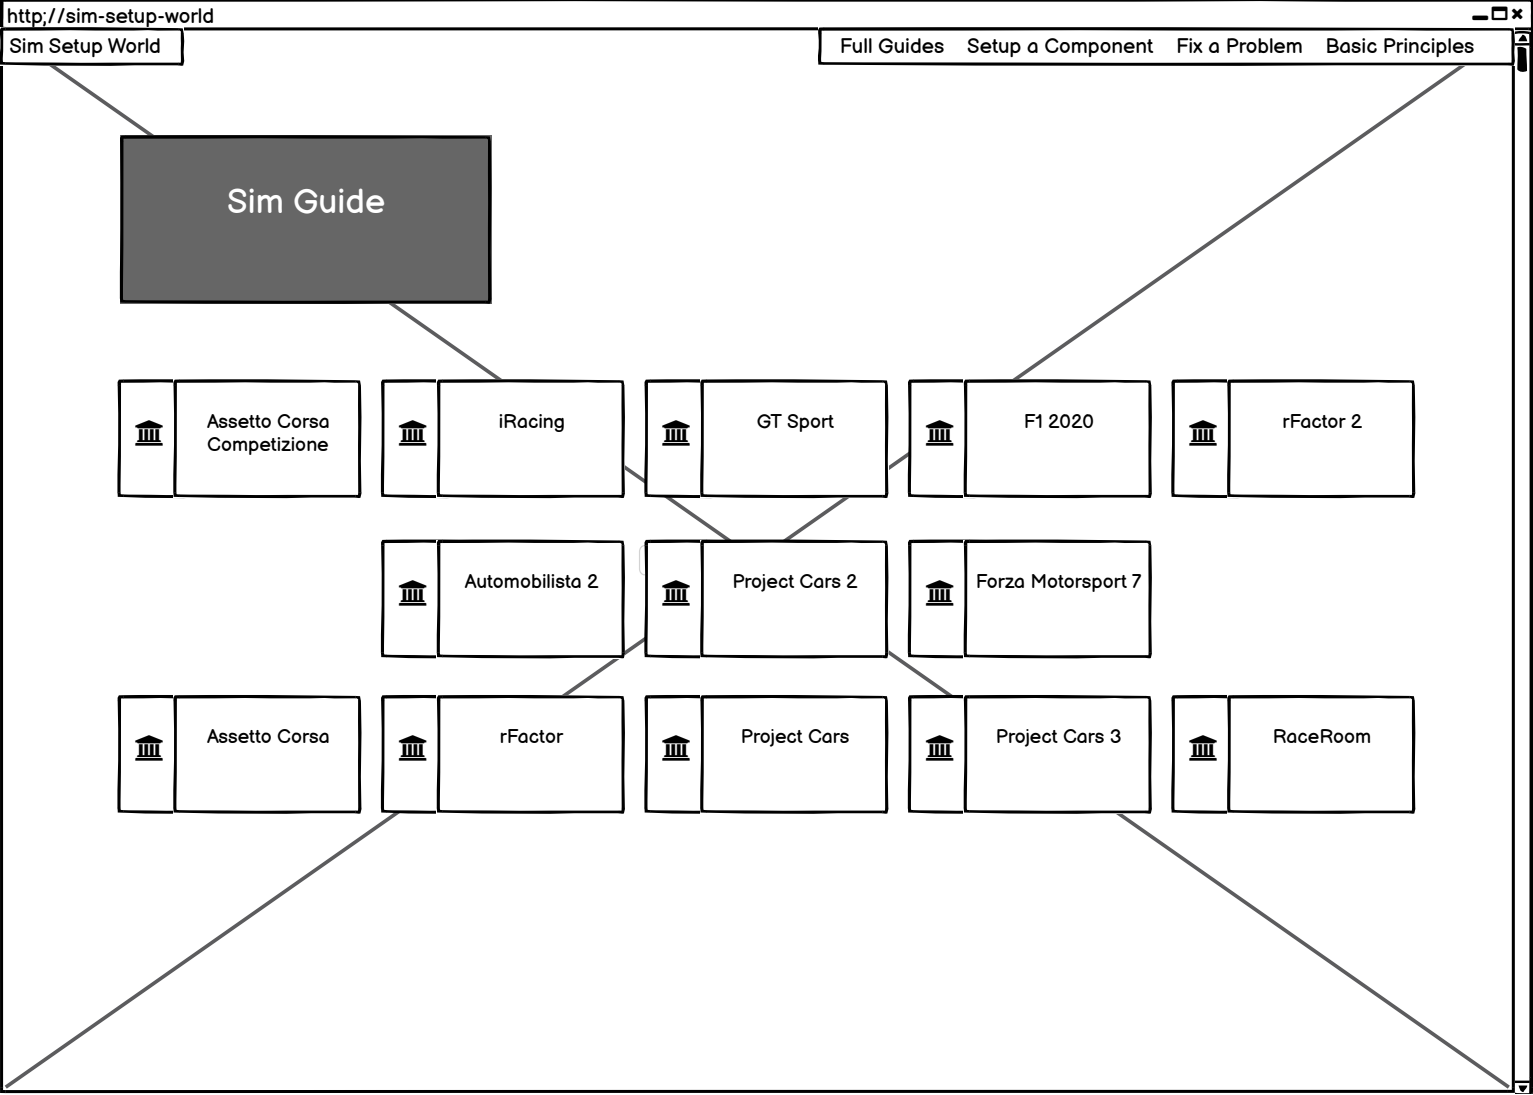 http;//sim-setup-world
Sim Setup World
Full Guides
Setup a Component
Fix a Problem
Basic Principles
Sim Guide
Assetto Corsa
Competizione
iRacing
GT Sport
F1 2020
rFactor 2
Automobilista 2
Project Cars 2
Forza Motorsport 7
Assetto Corsa
rFactor
Project Cars
Project Cars 3
RaceRoom